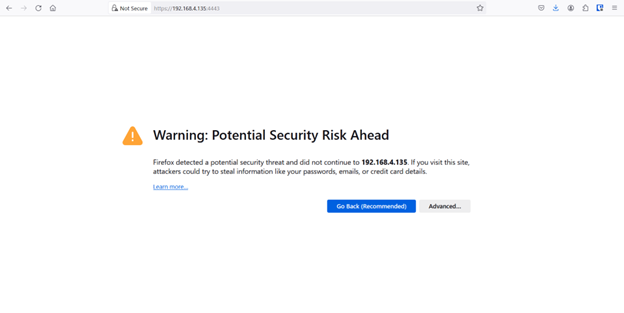 Not Secure https://192.168.4.135:4443
Warning: Potential Security Risk Ahead
Firefox detected a potential security threat and did not continue to 192.168.4.135. If you visit this site,
attackers could try to steal information like your passwords, emails, or credit card details.
Learn more...
Go Back (Recommended) Advanced...